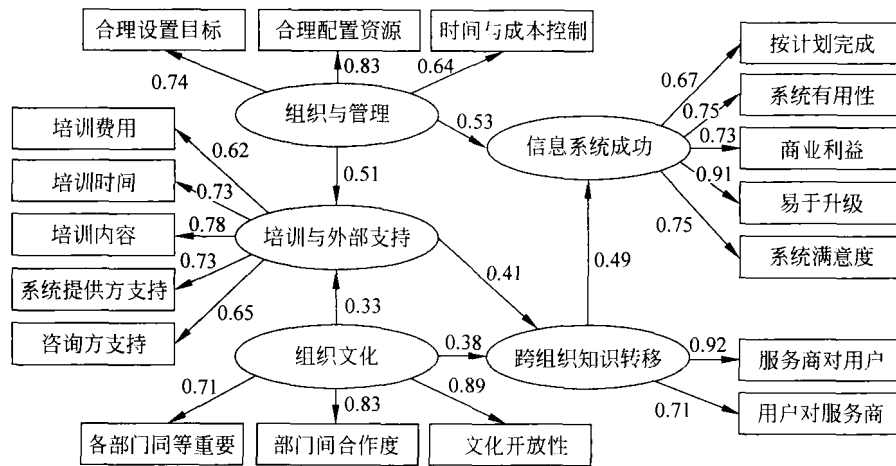 合理设置目标
合理配置资源
时间与成本控制
0.74
0.83
0.64
组织与管理
按计划完成
系统有用性
商业利益
易于升级
系统满意度
0.67
0.75
0.73
0.91
0.75
信息系统成功
0.53
0.51
培训费用
培训时间
培训内容
系统提供方支持
咨询方支持
0.62
0.73
0.78
0.73
0.65
培训与外部支持
0.41
0.49
0.33
组织文化
0.38
跨组织知识转移
0.92
服务商对用户
0.71
用户对服务商
0.71
0.83
0.89
各部门同等重要
部门间合作度
文化开放性